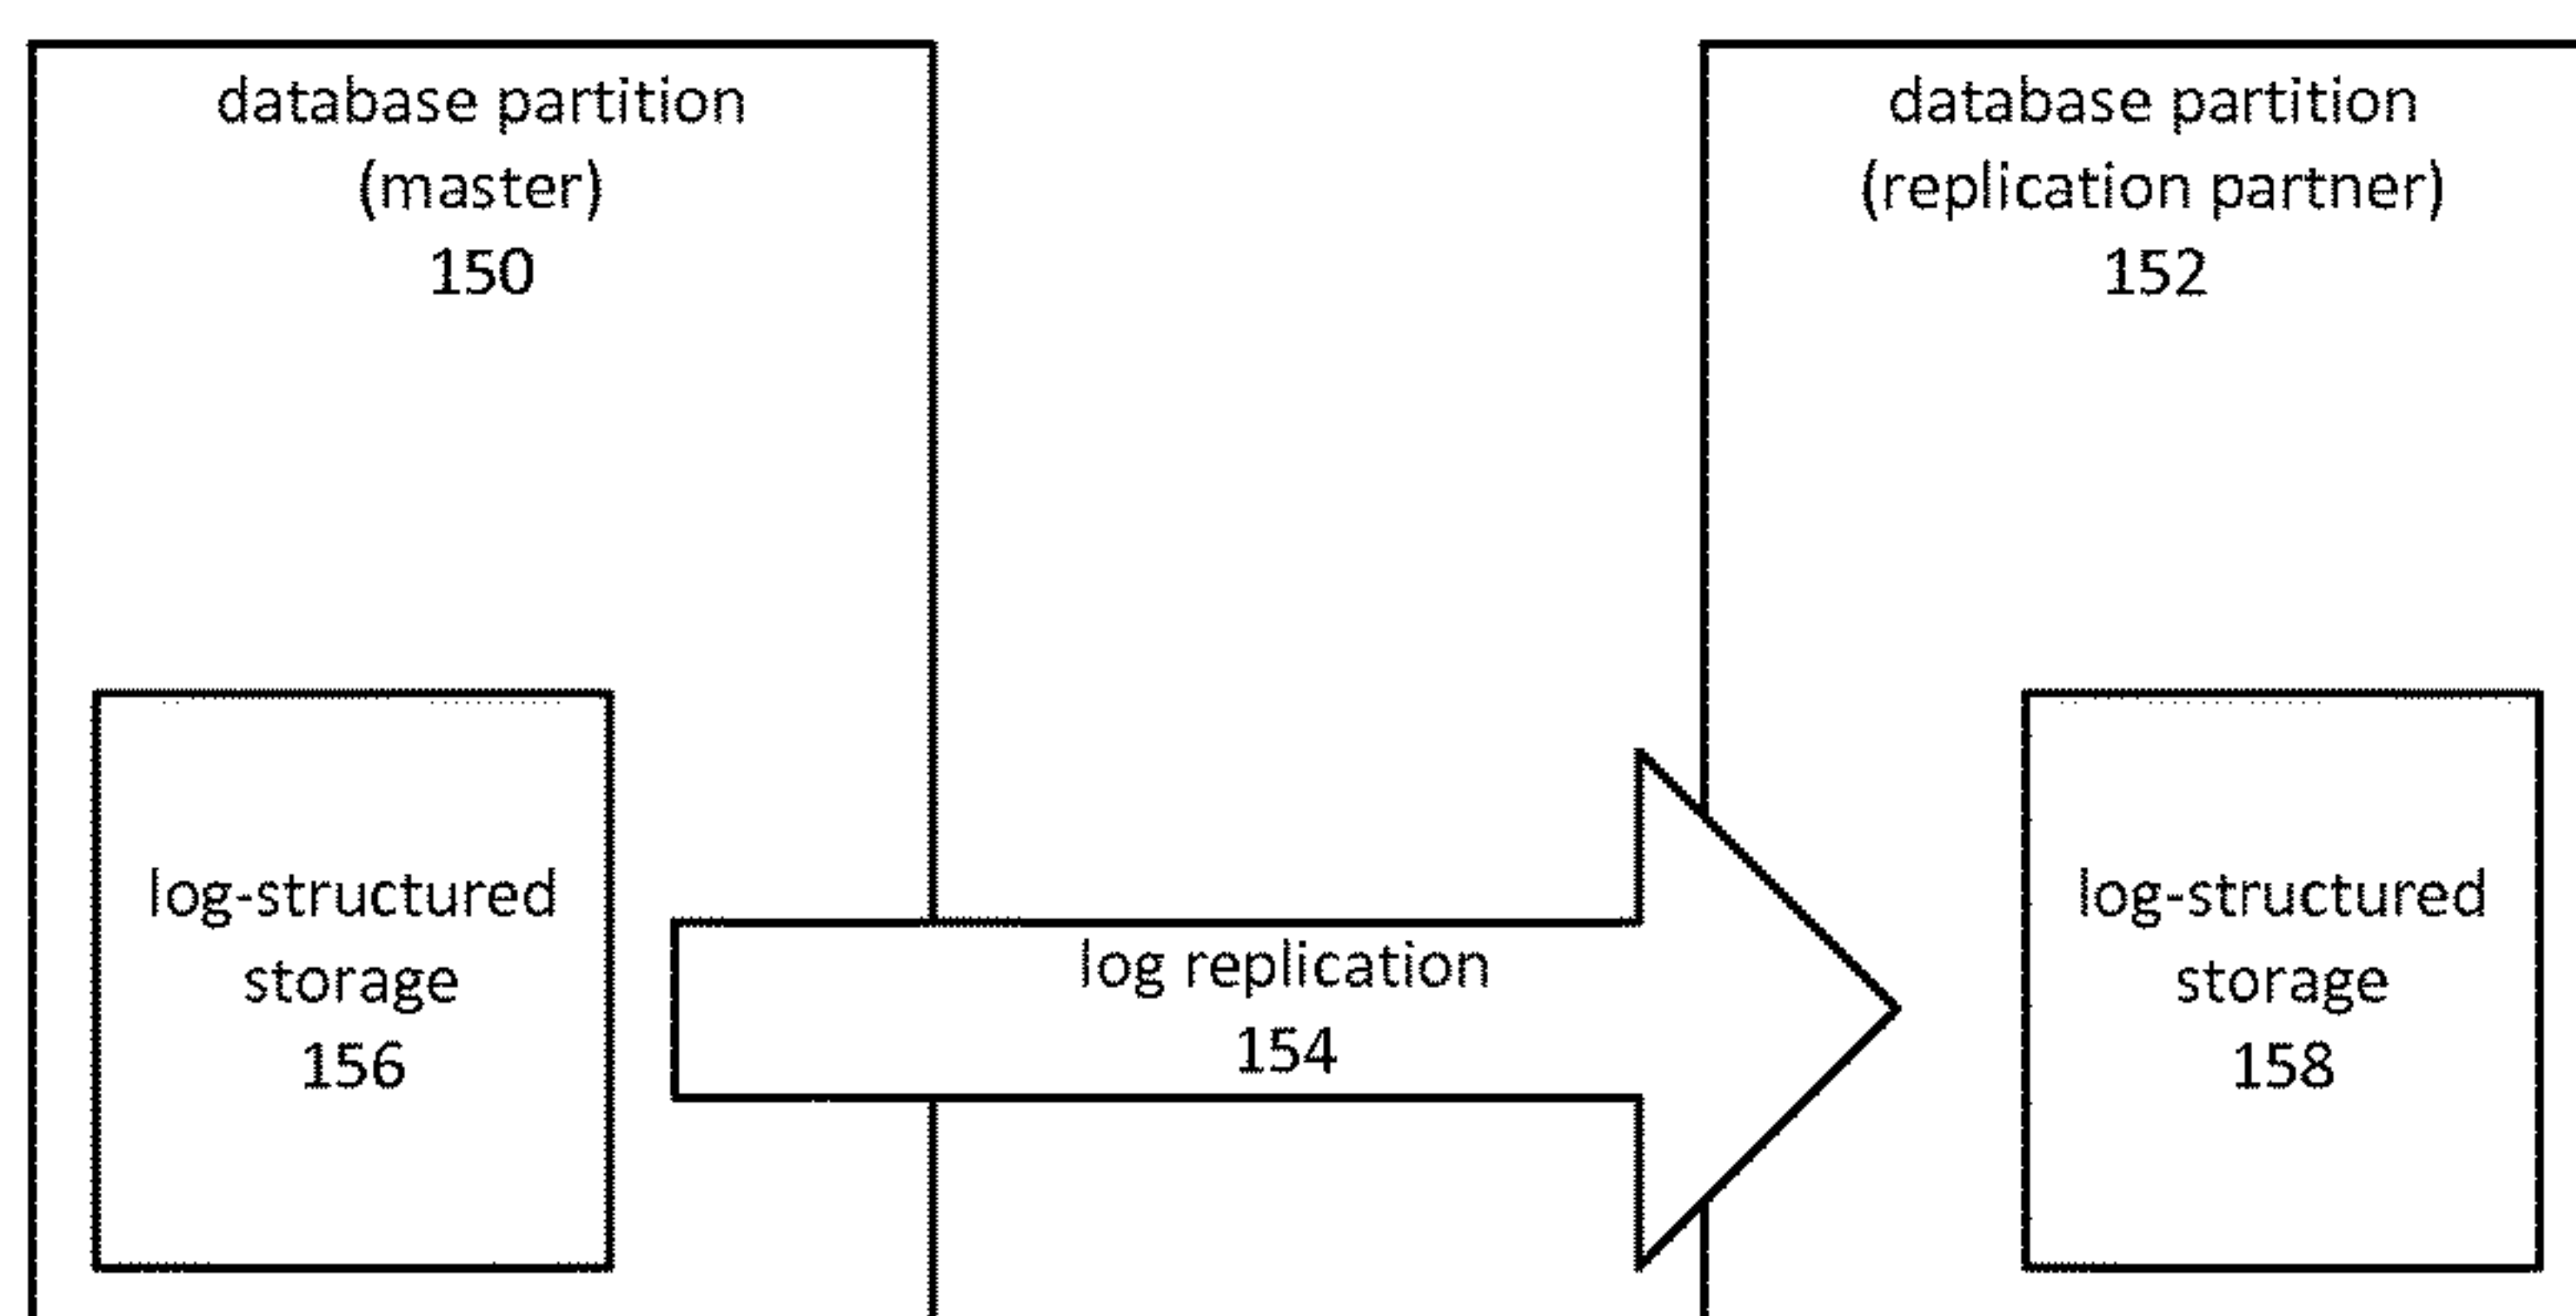 database partition
(master)
150
database partition
(replication partner)
152
log-structured
storage
156
log replication
154
log-structured
storage
158